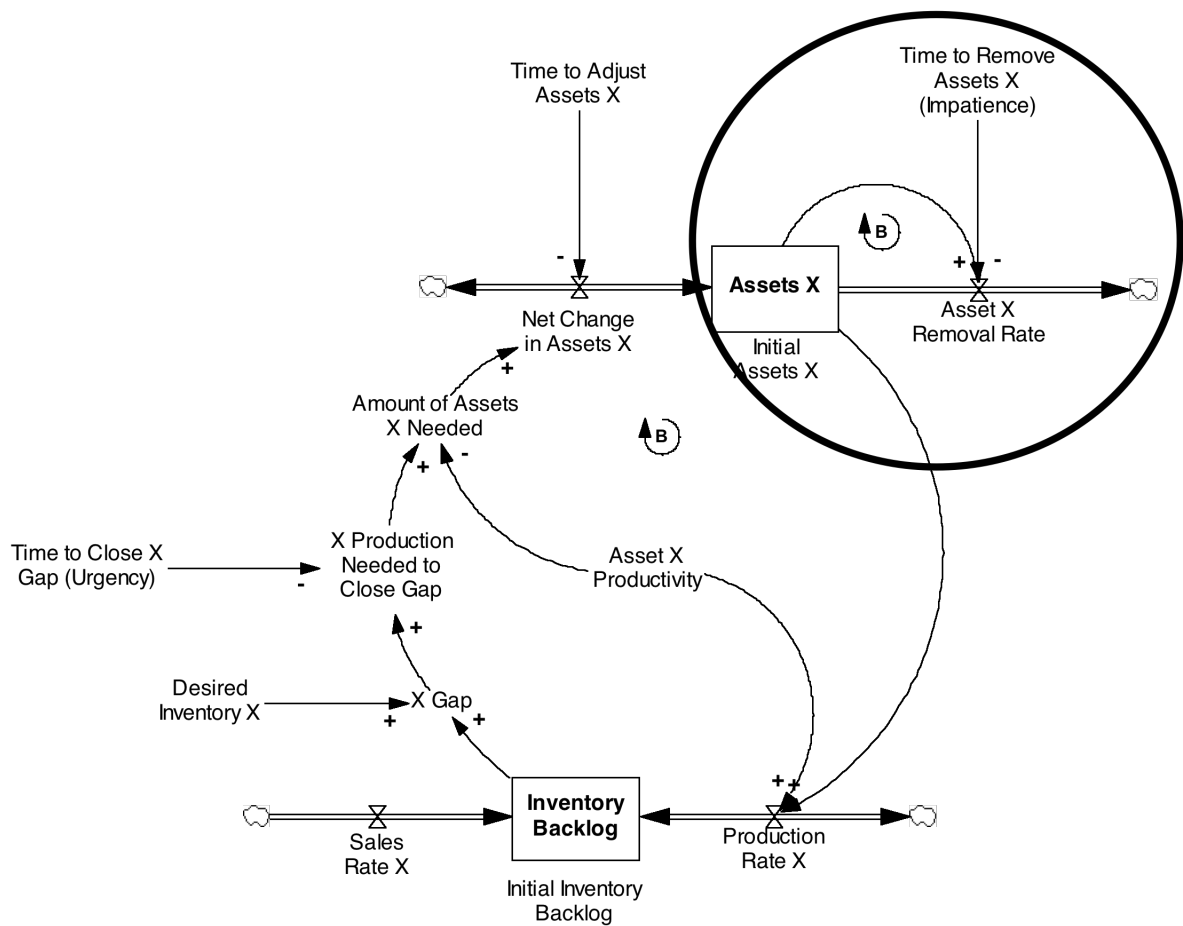 Time to Remove
Assets X
(Impatience)
Time to Adjust
Assets X
B
+
-
-
Assets X
Asset X
Removal Rate
Net Change
in Assets X
Initial
Assets X
+
Amount of Assets
X Needed
B
+
-
X Production
Needed to
Close Gap
Time to Close X
Gap (Urgency)
-
Asset X
Productivity
+
Desired
Inventory X
+
X Gap
+
+
+
Inventory
Backlog
Sales
Rate X
Production
Rate X
Initial Inventory
Backlog